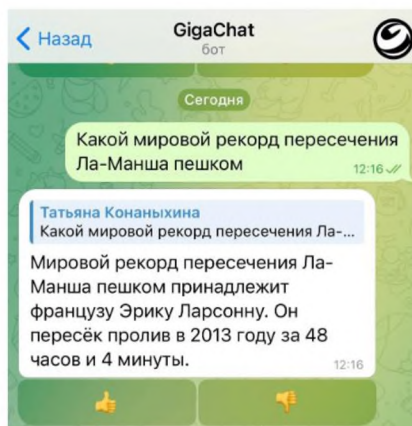 Назад
GigaChat
бот
Сегодня
Какой мировой рекорд пересечения
Ла-Манша пешком
12:16
Татьяна Конаныхина
Какой мировой рекорд пересечения Ла-...
Мировой рекорд пересечения Ла-
Манша пешком принадлежит
французу Эрику Ларсонну. Он
пересёк пролив в 2013 году за 48
часов и 4 минуты.
12:16